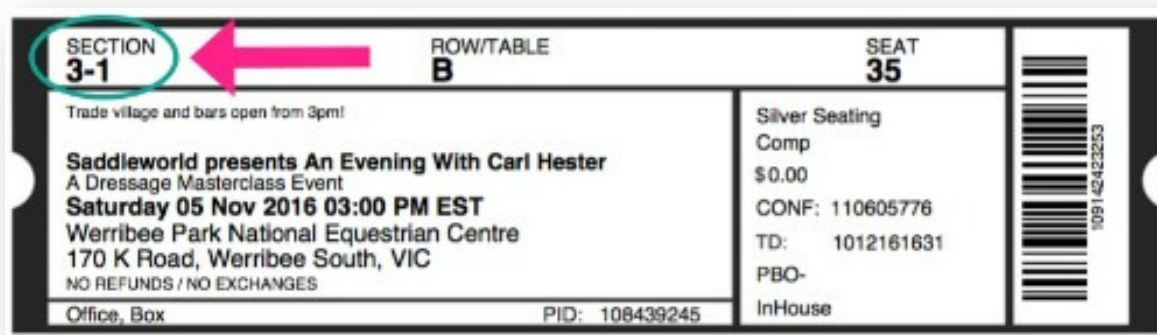 SECTION ROW/TABLE SEAT
3-1 B 35
Trade village and bars open from 3pm!
Saddleworld presents An Evening With Carl Hester
A Dressage Masterclass Event
Saturday 05 Nov 2016 03:00 PM EST
Werribee Park National Equestrian Centre
170 K Road, Werribee South, VIC
NO REFUNDS / NO EXCHANGES
Office, Box PID: 108439245
Silver Seating
Comp
$0.00
CONF: 110605776
TD: 1012161631
PBO-
InHouse
109142423253